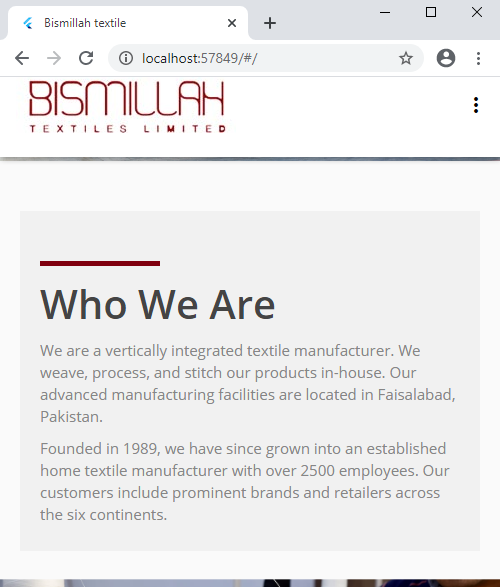 Bismillah textile
localhost:57849/#/
BISMILLAH
TEXTILES LIMITED
Who We Are
We are a vertically integrated textile manufacturer. We
weave, process, and stitch our products in-house. Our
advanced manufacturing facilities are located in Faisalabad,
Pakistan.
Founded in 1989, we have since grown into an established
home textile manufacturer with over 2500 employees. Our
customers include prominent brands and retailers across
the six continents.